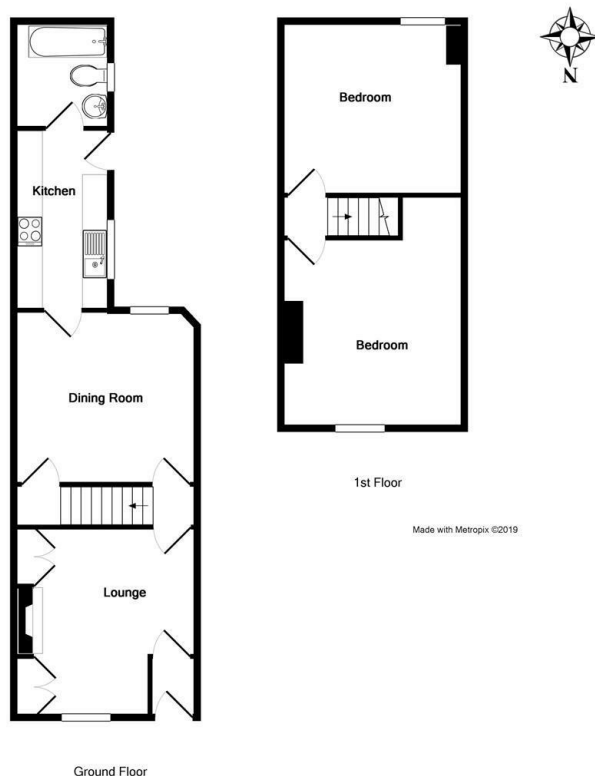 N
Kitchen
Dining Room
Lounge
Ground Floor
Bedroom
Bedroom
1st Floor
Made with Metropix ©2019